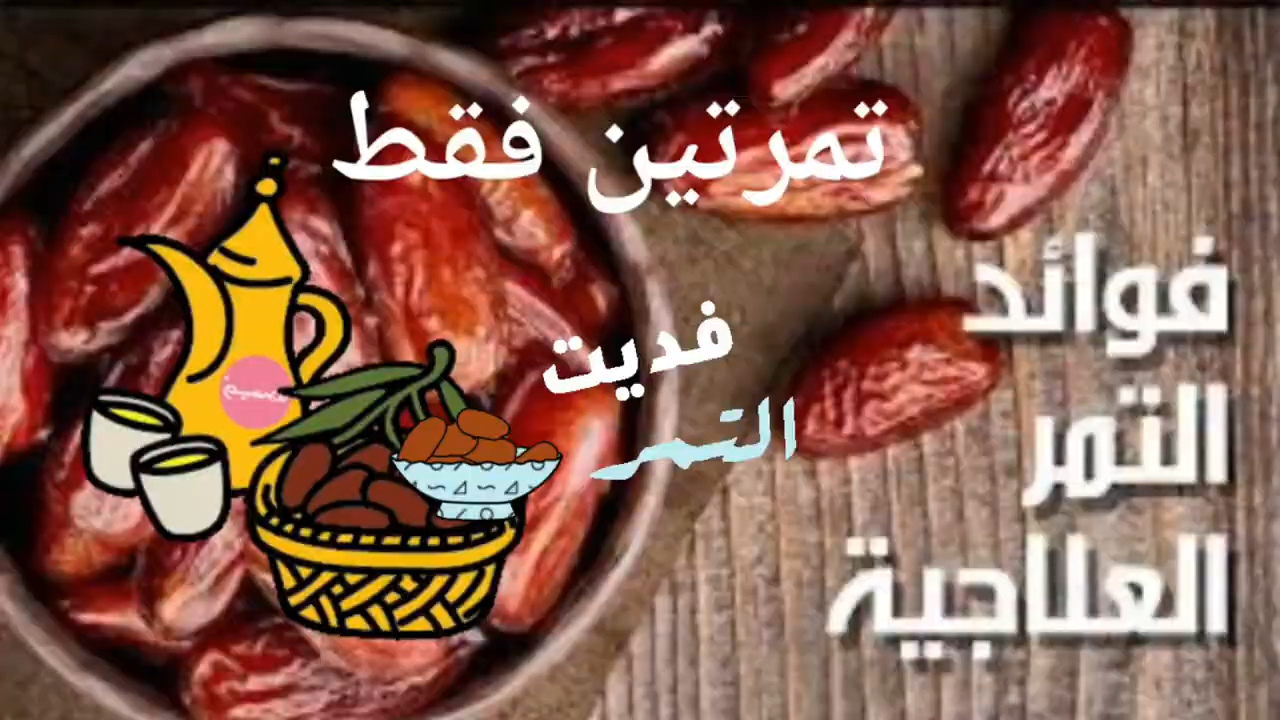 تمرتين فقط
فوائد
التمر
العلاجية
فديت
التمر